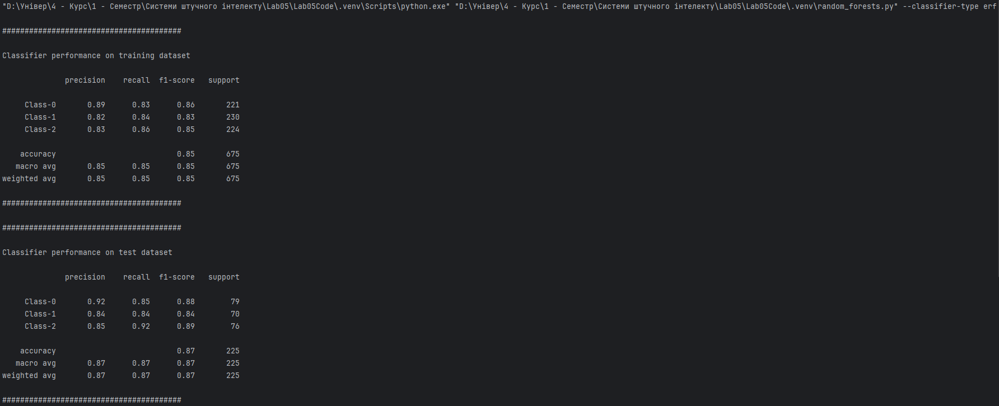 "D:\Універ\4 - Курс\1 - Семестр\Системи штучного інтелекту\Lab05\Lab05Code\.venv\Scripts\python.exe" "D:\Універ\4 - Курс\1 - Семестр\Системи штучного інтелекту\Lab05\Lab05Code\.venv\random_forests.py" --classifier-type erf
########################################
Classifier performance on training dataset
precision recall f1-score support
Class-0 0.89 0.83 0.86 221
Class-1 0.82 0.84 0.83 230
Class-2 0.83 0.86 0.85 224
accuracy 0.85 675
macro avg 0.85 0.85 0.85 675
weighted avg 0.85 0.85 0.85 675
########################################
########################################
Classifier performance on test dataset
precision recall f1-score support
Class-0 0.92 0.85 0.88 79
Class-1 0.84 0.84 0.84 70
Class-2 0.85 0.92 0.89 76
accuracy 0.87 225
macro avg 0.87 0.87 0.87 225
weighted avg 0.87 0.87 0.87 225
########################################